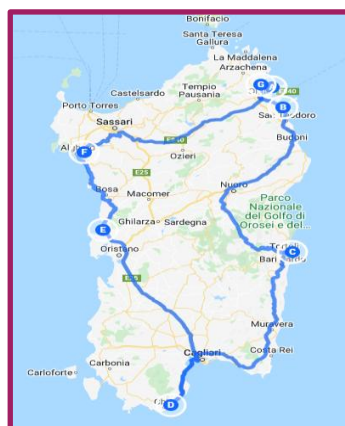 Bonifacio
Santa Teresa
Gallura
La Maddalena
Arzachena
G
Castelsardo
Tempio
Pausania
B
Porto Torres
Sassari
Budoni
F
Ozieri
E25
Nuoro
Bosa
Macomer
Parco
Nazionale
del Golfo di
Orosei e del...
E
Ghilarza
Sardegna
Oristano
C
Muravera
Costa Rei
Cagliari
Carbonia
Carloforte
D